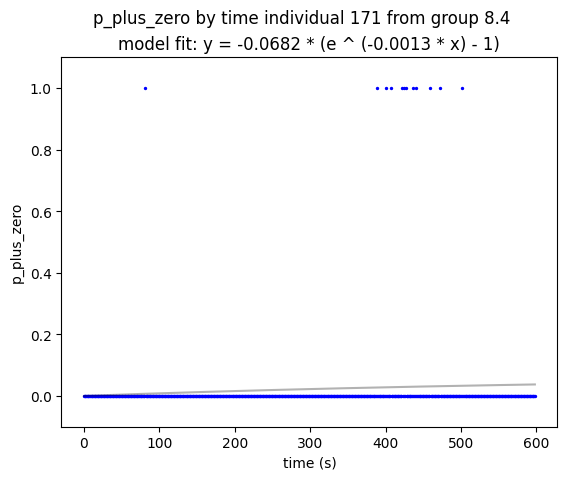 p_plus_zero by time individual 171 from group 8.4
model fit: y = -0.0682 * (e ^ (-0.0013 * x) - 1)
1.0
0.8
0.6
0.4
0.2
0.0
p_plus_zero
0 100 200 300 400 500 600
time (s)